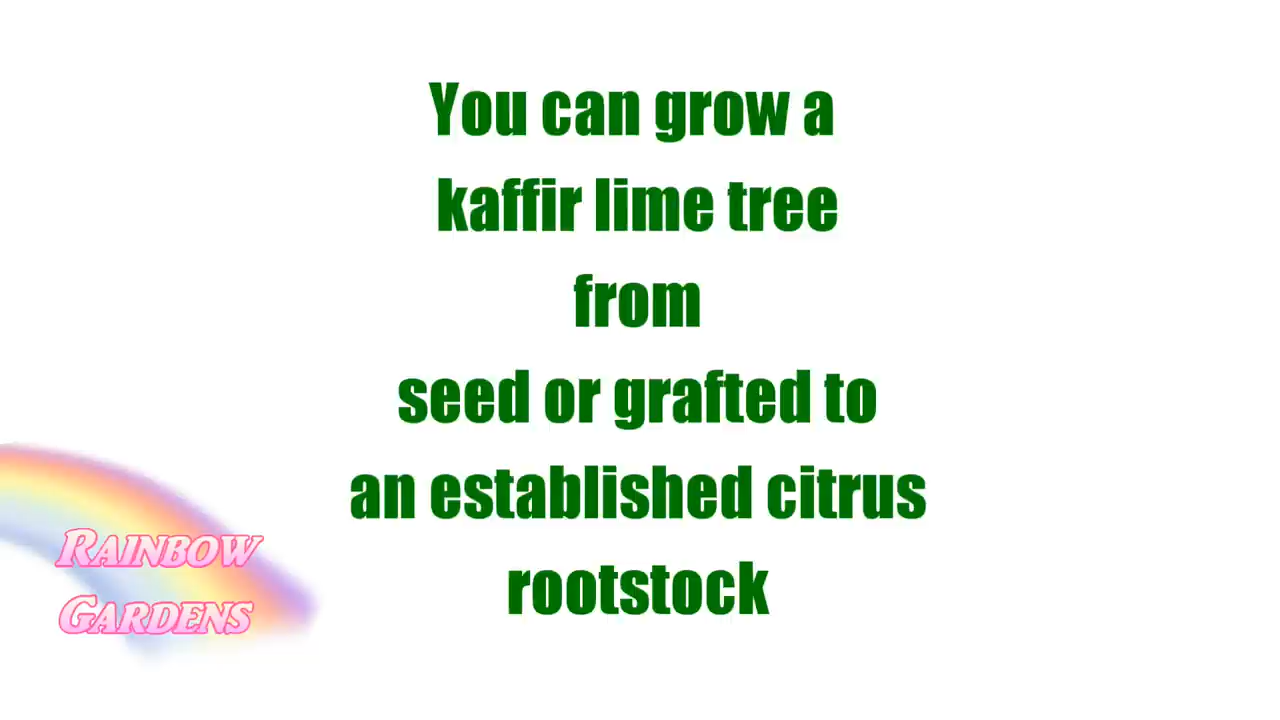 You can grow a
kaffir lime tree
from
seed or grafted to
an established citrus
rootstock
Rainbow
Gardens